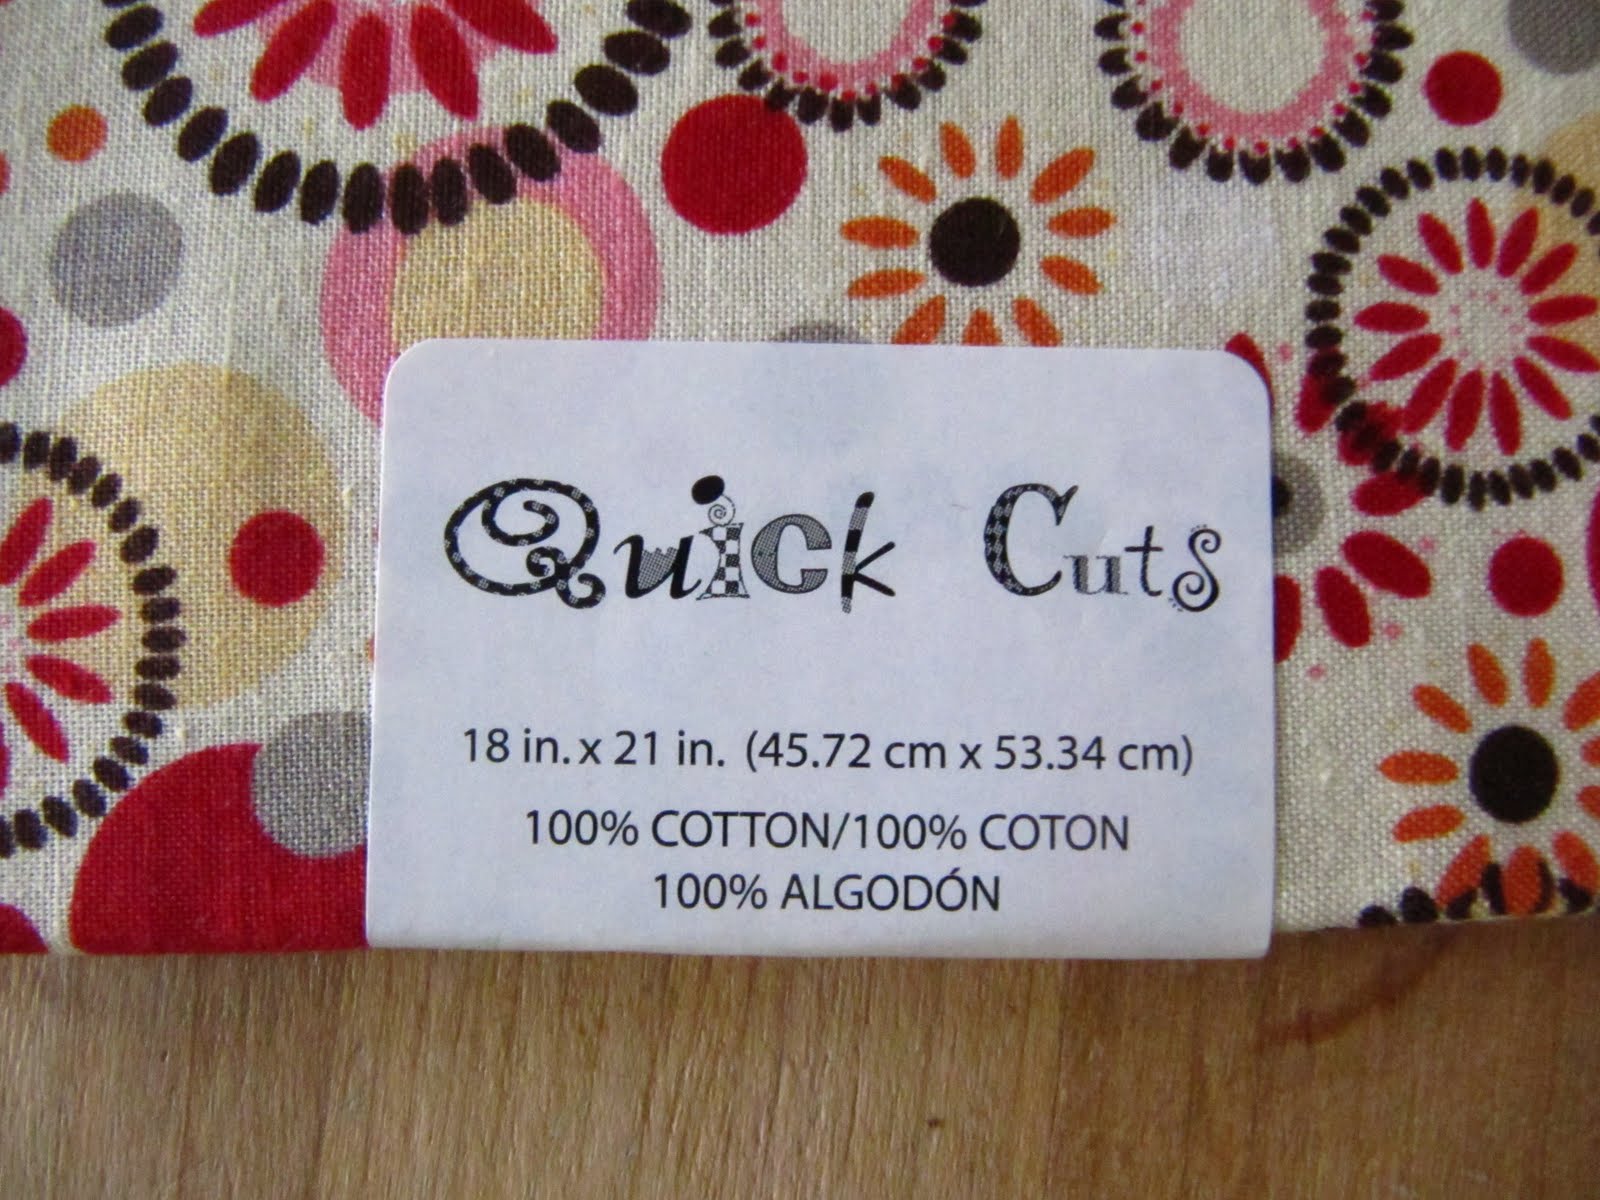 Quick Cuts
18 in. x 21 in. (45.72 cm x 53.34 cm)
100% COTTON/100% COTON
100% ALGODÓN